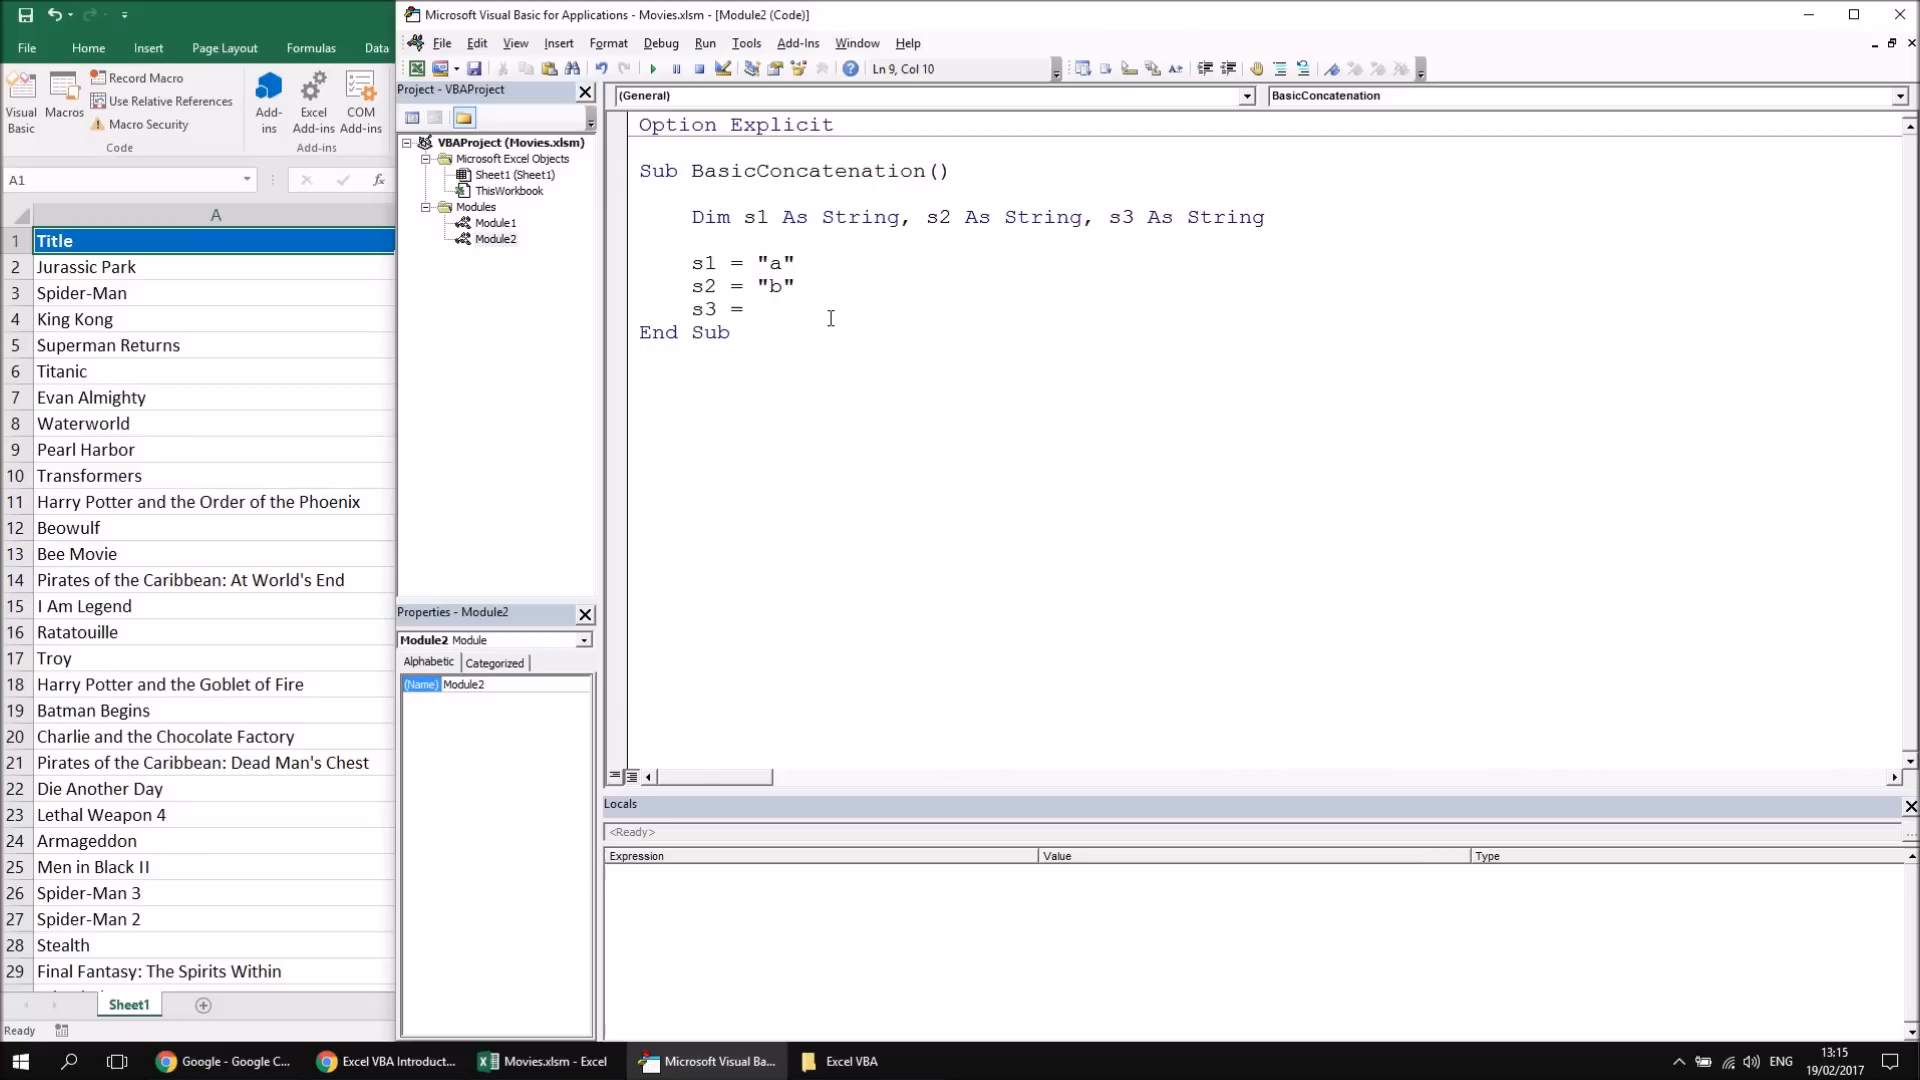 File Home Insert Page Layout Formulas Data
Visual Basic
Macros
Record Macro
Use Relative References
Macro Security
Code
Add-ins
Excel Add-ins
COM Add-ins
Add-ins
A1
fx
A
1 Title
2 Jurassic Park
3 Spider-Man
4 King Kong
5 Superman Returns
6 Titanic
7 Evan Almighty
8 Waterworld
9 Pearl Harbor
10 Transformers
11 Harry Potter and the Order of the Phoenix
12 Beowulf
13 Bee Movie
14 Pirates of the Caribbean: At World's End
15 I Am Legend
16 Ratatouille
17 Troy
18 Harry Potter and the Goblet of Fire
19 Batman Begins
20 Charlie and the Chocolate Factory
21 Pirates of the Caribbean: Dead Man's Chest
22 Die Another Day
23 Lethal Weapon 4
24 Armageddon
25 Men in Black II
26 Spider-Man 3
27 Spider-Man 2
28 Stealth
29 Final Fantasy: The Spirits Within
Sheet1
Ready
Microsoft Visual Basic for Applications - Movies.xlsm - [Module2 (Code)]
File Edit View Insert Format Debug Run Tools Add-Ins Window Help
Ln 9, Col 10
Project - VBAProject
VBAProject (Movies.xlsm)
Microsoft Excel Objects
Sheet1 (Sheet1)
ThisWorkbook
Modules
Module1
Module2
Properties - Module2
Module2 Module
Alphabetic Categorized
(Name) Module2
(General) BasicConcatenation
Option Explicit
Sub BasicConcatenation()
Dim s1 As String, s2 As String, s3 As String
s1 = "a"
s2 = "b"
s3 =
End Sub
Locals
<Ready>
Expression Value Type
Google - Google C... Excel VBA Introduct... Movies.xlsm - Excel Microsoft Visual Ba... Excel VBA
ENG
13:15
19/02/2017